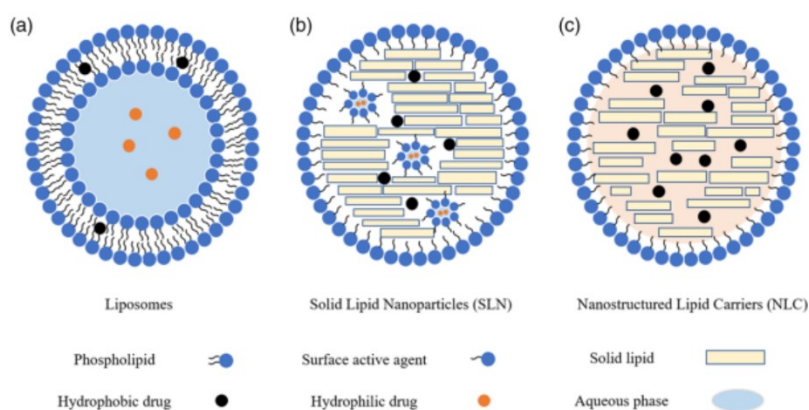 (a)
(b)
(c)
Liposomes
Solid Lipid Nanoparticles (SLN)
Nanostructured Lipid Carriers (NLC)
Phospholipid
Surface active agent
Solid lipid
Hydrophobic drug
Hydrophilic drug
Aqueous phase